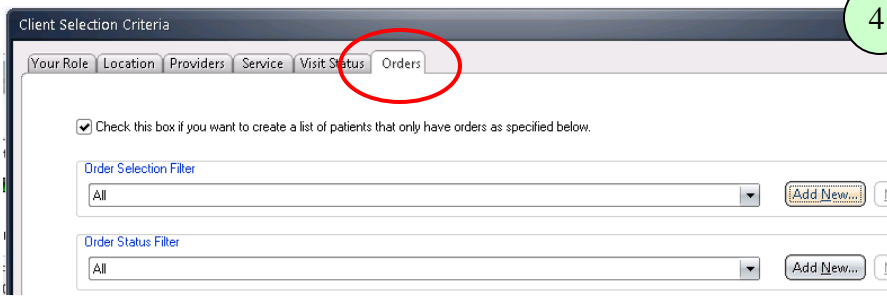 Client Selection Criteria
4
Your Role Location Providers Service Visit Status Orders
Check this box if you want to create a list of patients that only have orders as specified below.
Order Selection Filter
All Add New...
Order Status Filter
All Add New...